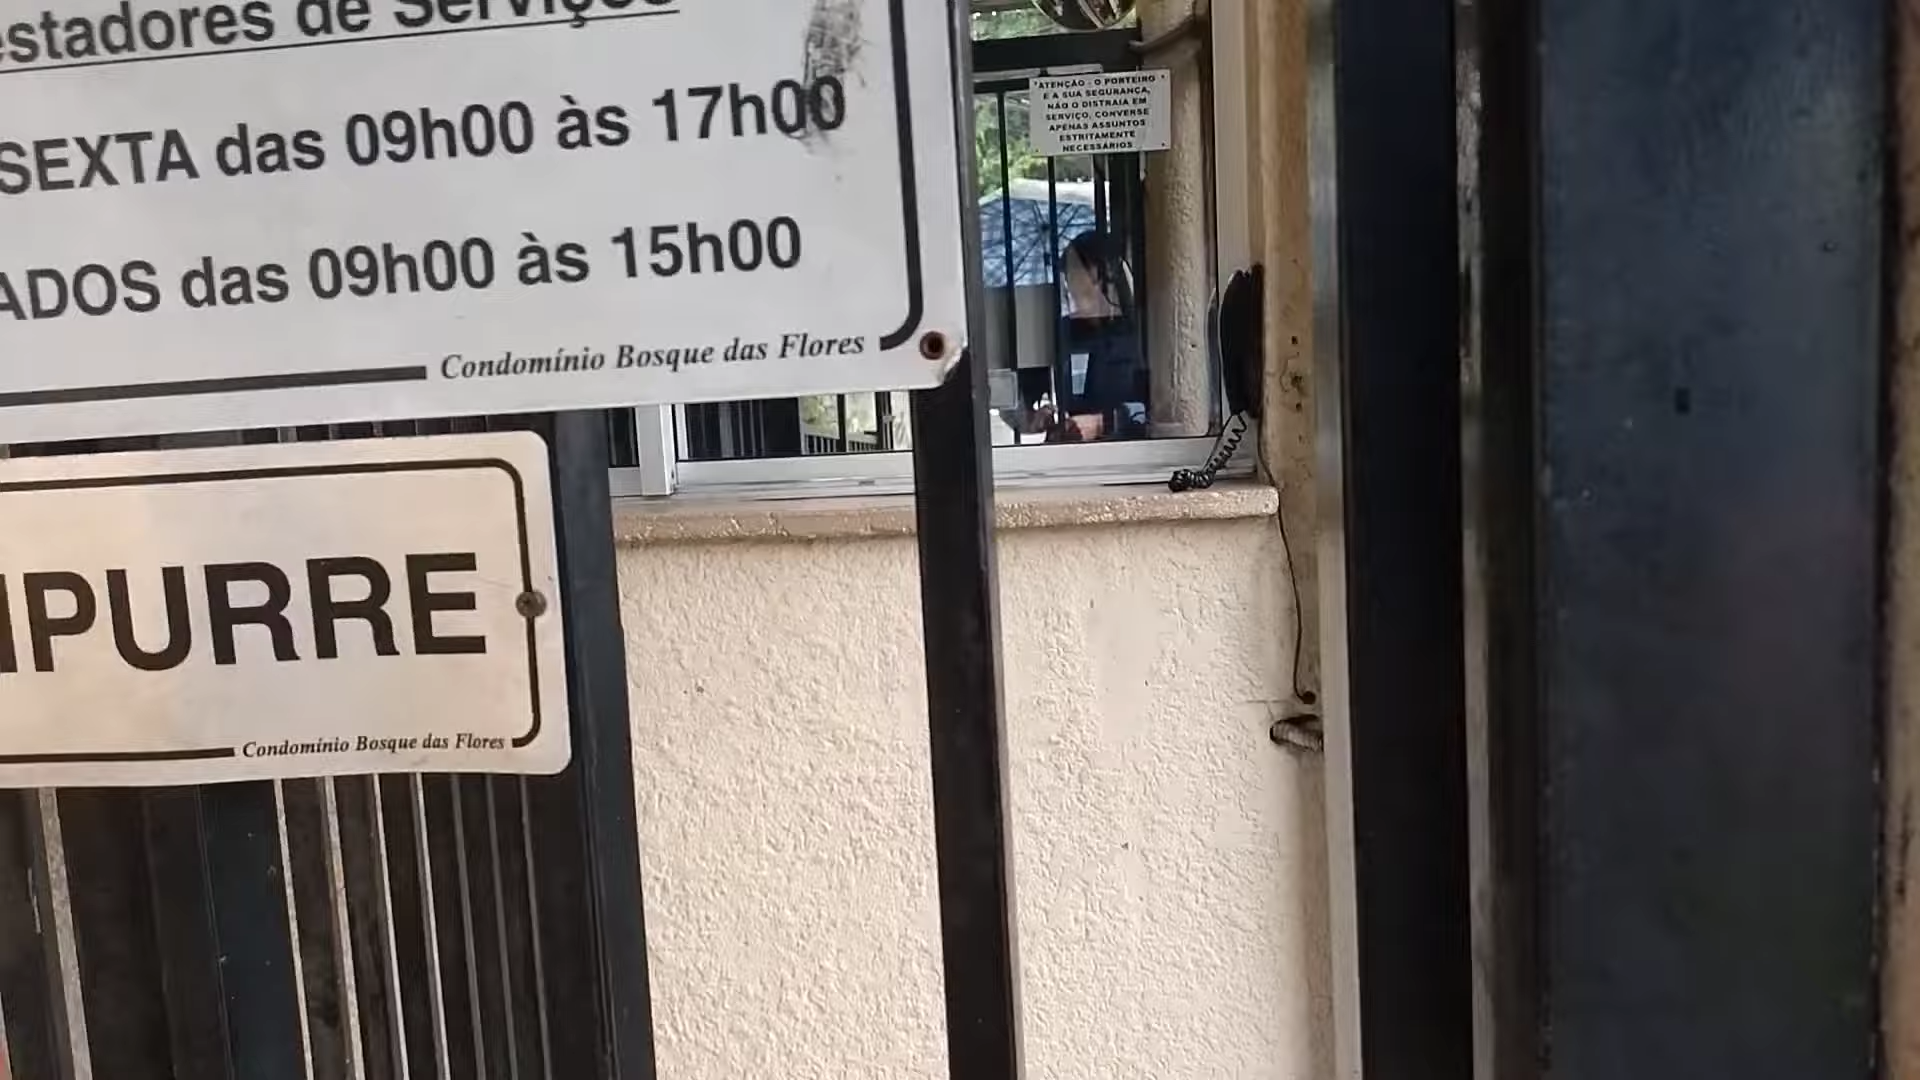 estadores de Serviços
SEXTA das 09h00 às 17h00
ADOS das 09h00 às 15h00
Condomínio Bosque das Flores
ATENÇÃO - O PORTEIRO
E A SUA SEGURANÇA,
NÃO O DISTRAIA EM
SERVIÇO, CONVERSE
APENAS ASSUNTOS
ESTRITAMENTE
NECESSÁRIOS
IPURRE
Condomínio Bosque das Flores